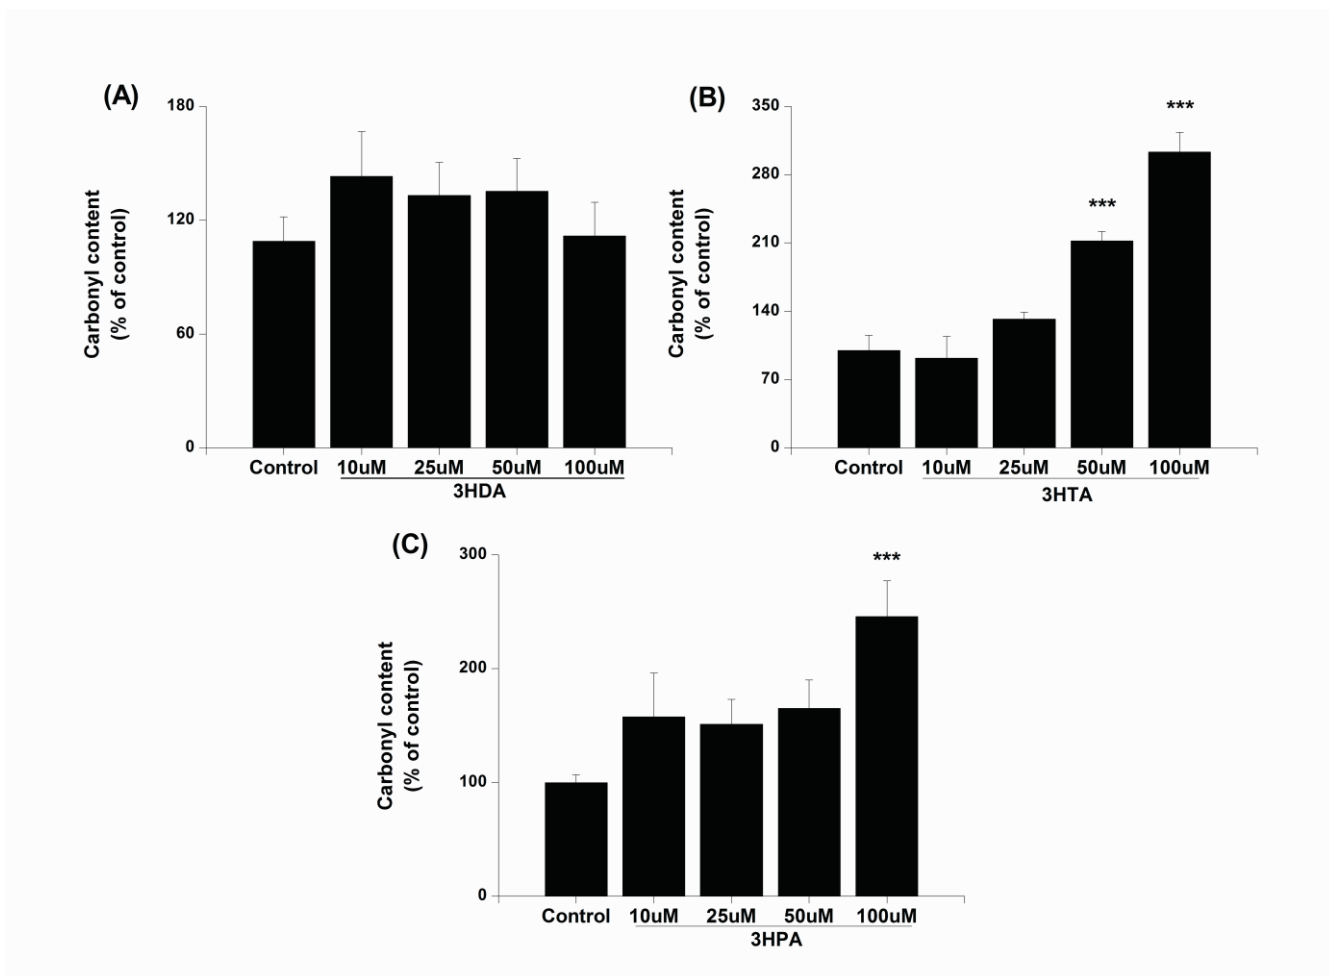 (A)
180
120
60
0
Carbonyl content
(% of control)
Control 10uM 25uM 50uM 100uM
3HDA
(B)
350
280
210
140
70
0
Carbonyl content
(% of control)
***
***
Control 10uM 25uM 50uM 100uM
3HTA
(C)
300
200
100
0
Carbonyl content
(% of control)
***
Control 10uM 25uM 50uM 100uM
3HPA